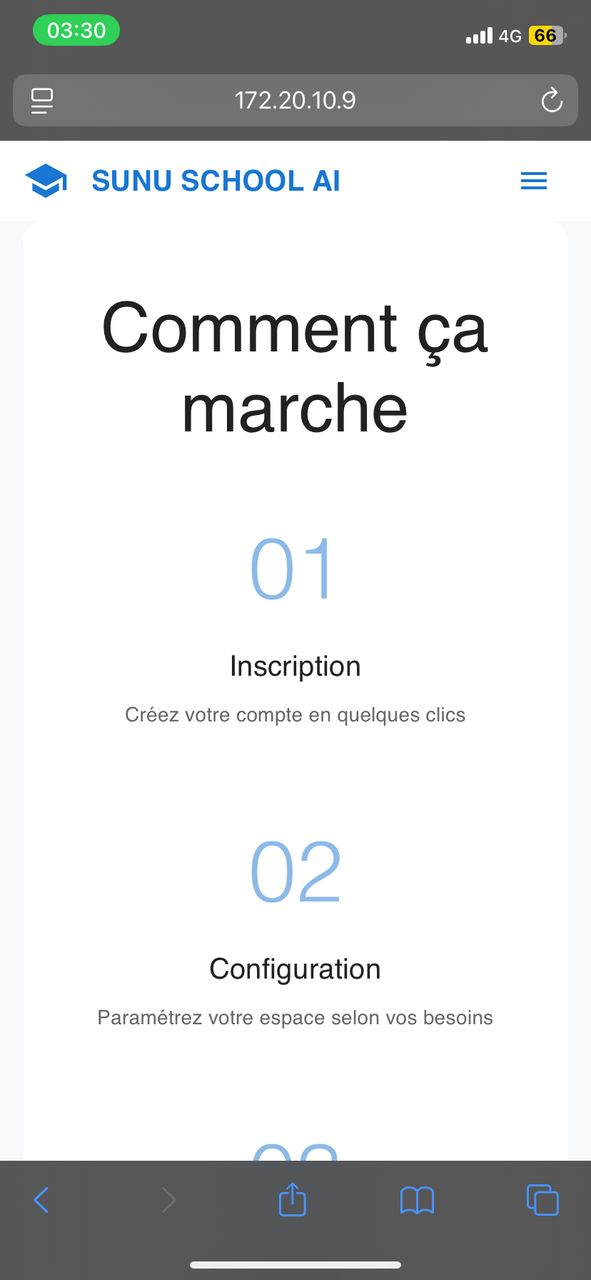 03:30
4G 66
172.20.10.9
SUNU SCHOOL AI
Comment ça
marche
01
Inscription
Créez votre compte en quelques clics
02
Configuration
Paramétrez votre espace selon vos besoins